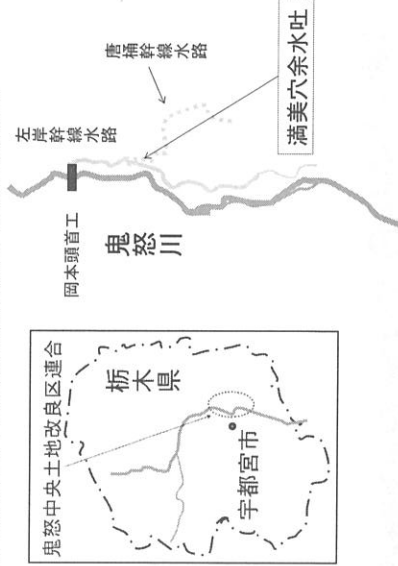 鬼怒中央土地改良区連合
栃木県
宇都宮市
左岸幹線水路
岡本頭首工
鬼怒川
唐桶幹線水路
満美穴余水吐